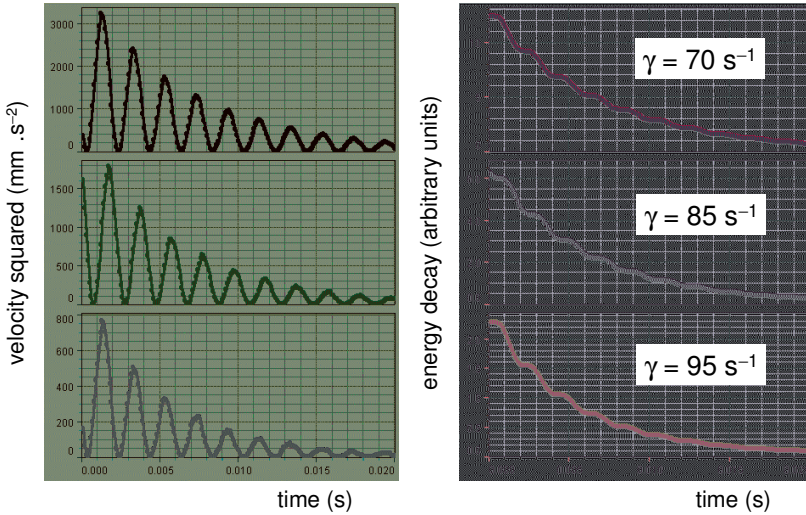 velocity squared (mm .s⁻²)
3000
2000
1000
0
1500
1000
500
0
800
600
400
200
0
0.000 0.005 0.010 0.015 0.020
time (s)
energy decay (arbitrary units)
γ = 70 s⁻¹
γ = 85 s⁻¹
γ = 95 s⁻¹
time (s)